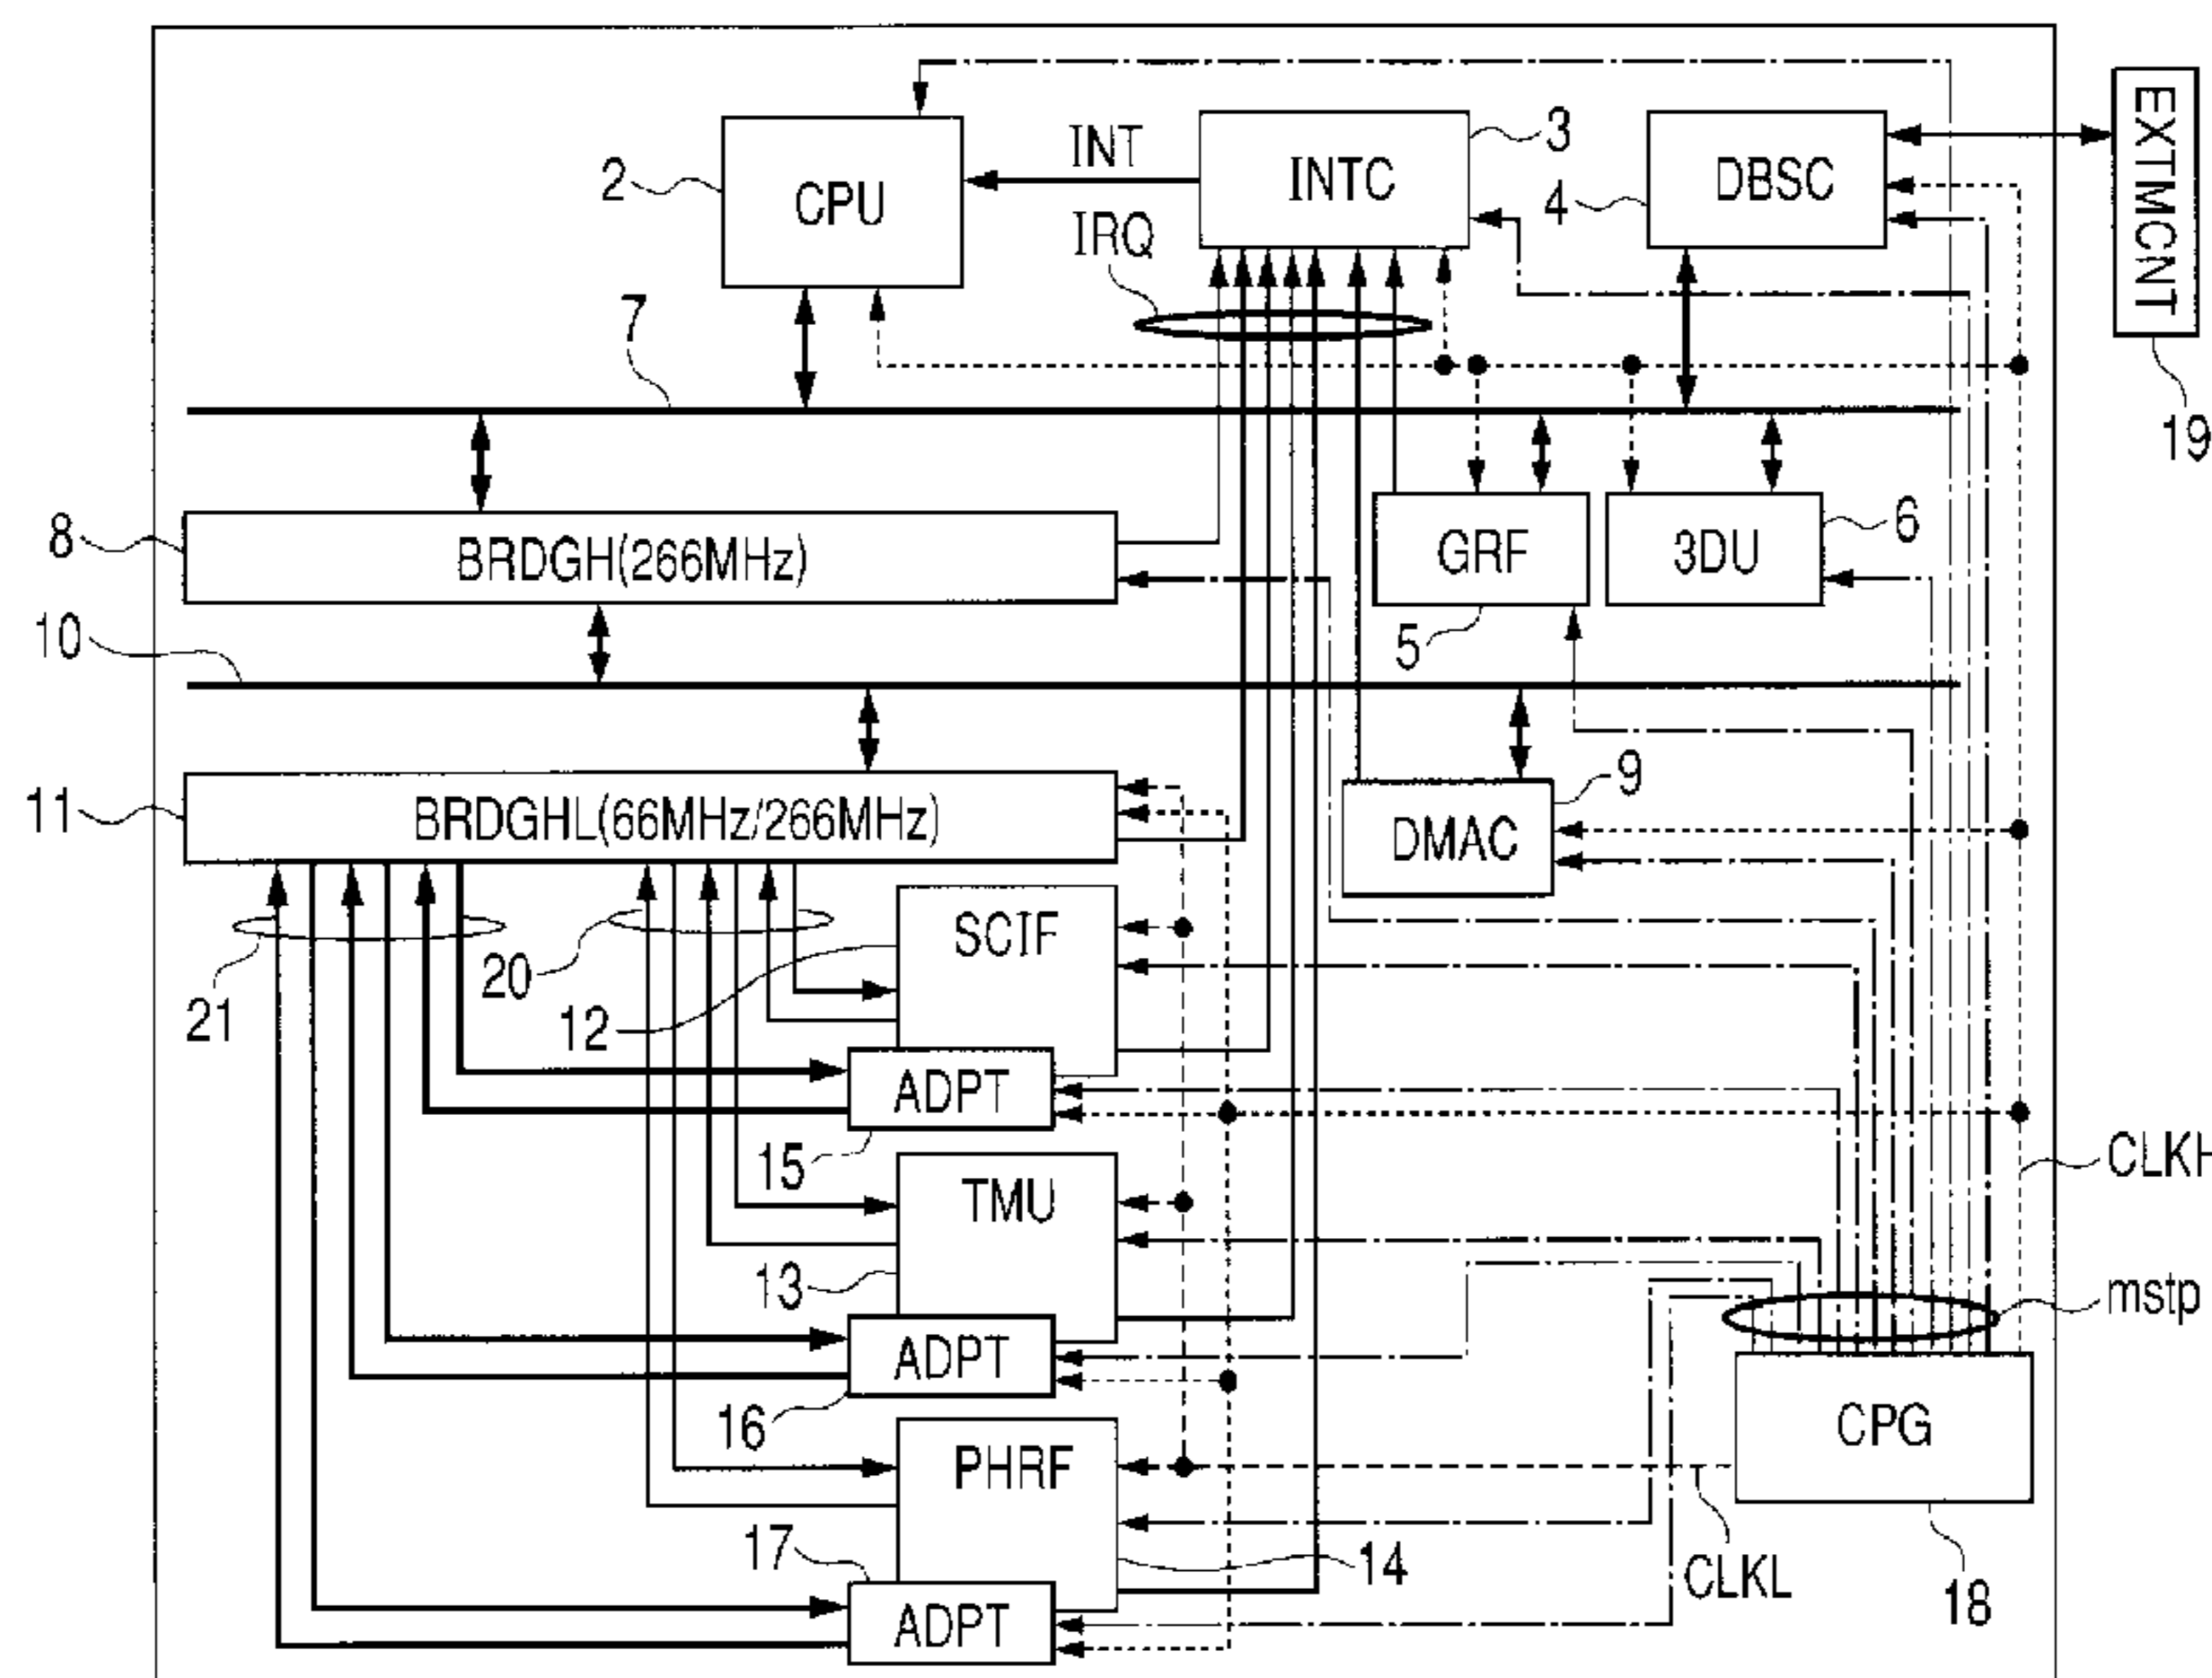 EXTMCNT
3
INT
INTC
DBSC
2
CPU
4
IRQ
7
19
8
BRDGH(266MHz)
GRF
3DU
6
5
10
9
11
BRDGHL(66MHz/266MHz)
DMAC
SCIF
20
21
12
ADPT
15
CLKH
TMU
13
mstp
ADPT
16
CPG
PHRF
17
14
CLKL
18
ADPT